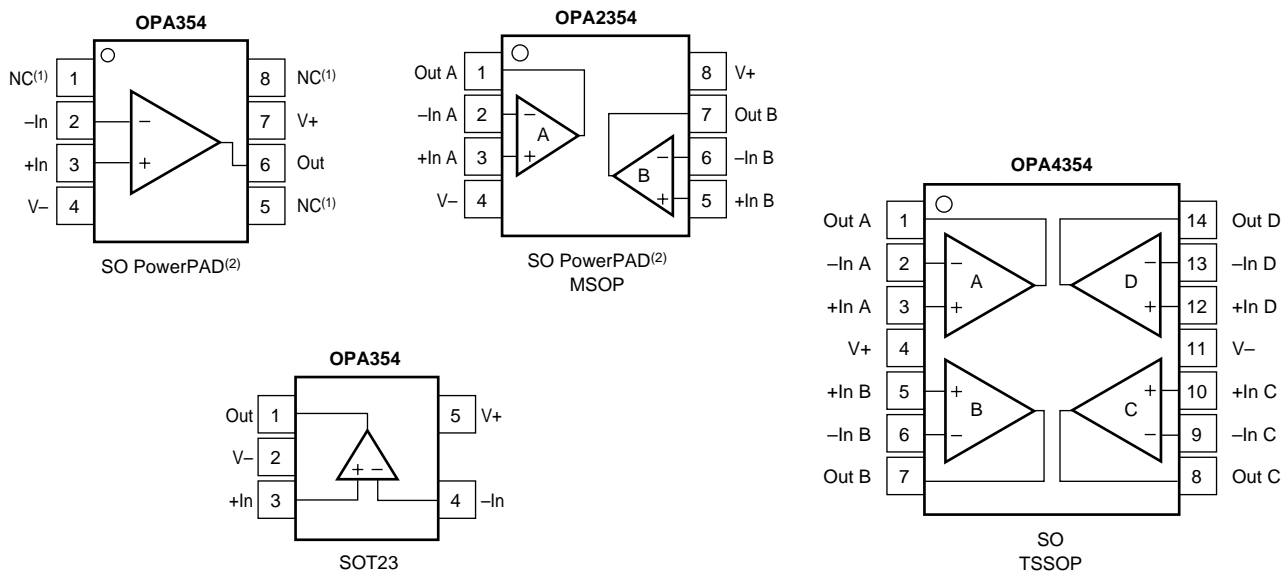 OPA354
NC(1) 1 8 NC(1)
–In 2 – 7 V+
+In 3 + 6 Out
V– 4 5 NC(1)
SO PowerPAD(2)
OPA2354
Out A 1 8 V+
–In A 2 – A 7 Out B
+In A 3 + B – 6 –In B
V– 4 + 5 +In B
SO PowerPAD(2)
MSOP
OPA354
Out 1 5 V+
V– 2
+In 3 + – 4 –In
SOT23
OPA4354
Out A 1 14 Out D
–In A 2 – A D – 13 –In D
+In A 3 + + 12 +In D
V+ 4 11 V–
+In B 5 + B C + 10 +In C
–In B 6 – – 9 –In C
Out B 7 8 Out C
SO
TSSOP